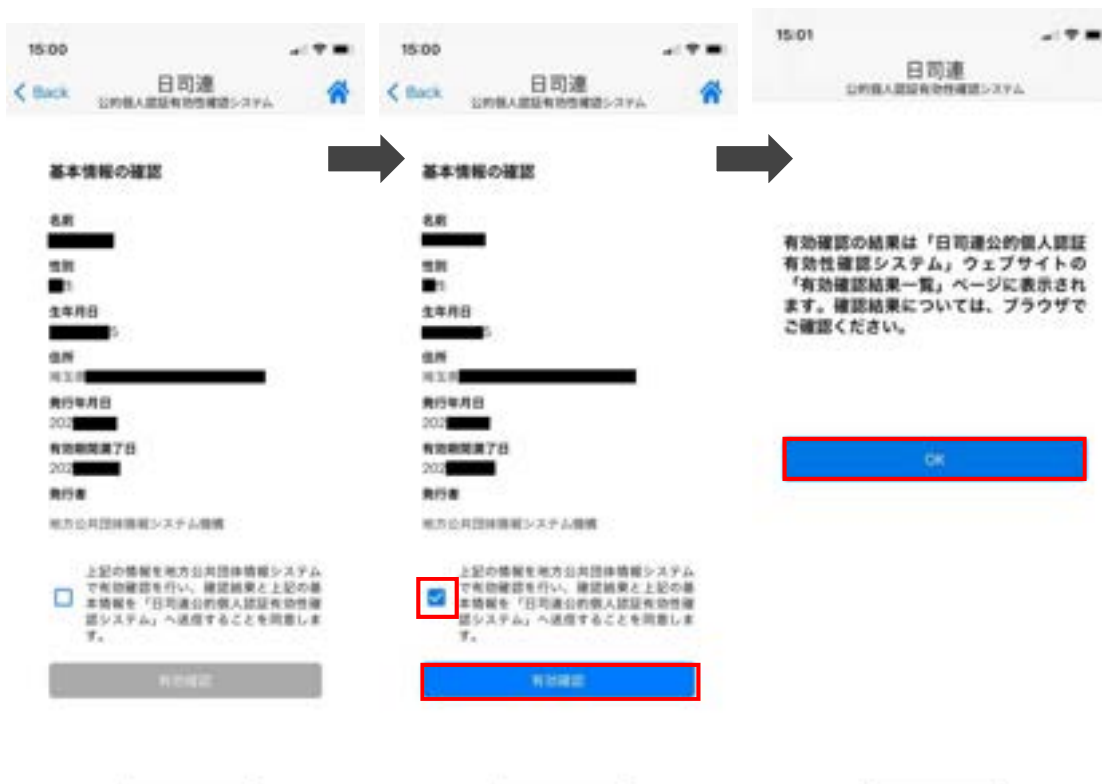 15:00
Back
日司連
公的個人認証有効性確認システム
基本情報の確認
名前
性別
生年月日
住所
埼玉県
発行年月日
202
有効期間満了日
202
発行者
地方公共団体情報システム機構
上記の情報を地方公共団体情報システム
で有効確認を行い、確認結果と上記の基
本情報を「日司連公的個人認証有効性確
認システム」へ送信することを同意しま
す。
有効確認
15:00
Back
日司連
公的個人認証有効性確認システム
基本情報の確認
名前
性別
生年月日
住所
埼玉県
発行年月日
202
有効期間満了日
202
発行者
地方公共団体情報システム機構
上記の情報を地方公共団体情報システム
で有効確認を行い、確認結果と上記の基
本情報を「日司連公的個人認証有効性確
認システム」へ送信することを同意しま
す。
有効確認
15:01
日司連
公的個人認証有効性確認システム
有効確認の結果は「日司連公的個人認証
有効性確認システム」ウェブサイトの
「有効確認結果一覧」ページに表示され
ます。確認結果については、ブラウザで
ご確認ください。
OK